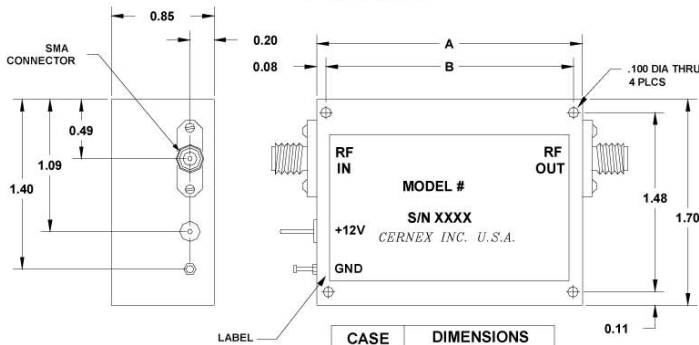 0.85
0.20
SMA
CONNECTOR
0.49
1.09
1.40
A
0.08
B
.100 DIA THRU
4 PLCS
RF
IN
RF
OUT
MODEL #
S/N XXXX
+12V
CERNEX INC. U.S.A.
GND
1.48
1.70
0.11
LABEL
CASE
DIMENSIONS